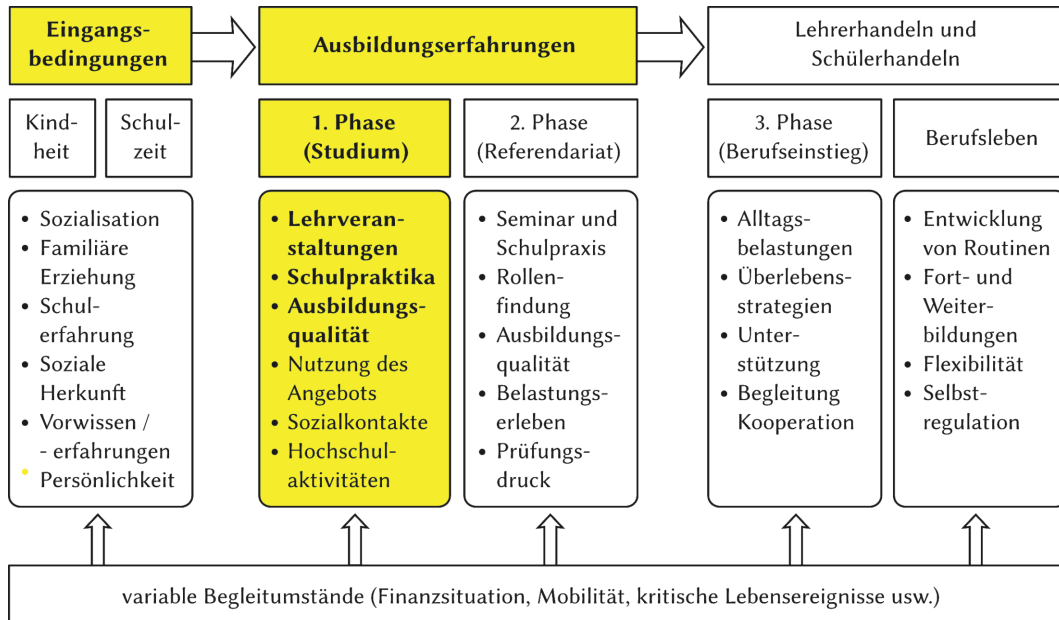 Eingangs-
bedingungen
Ausbildungserfahrungen
Lehrerhandeln und
Schülerhandeln
Kind-
heit
Schul-
zeit
1. Phase
(Studium)
2. Phase
(Referendariat)
3. Phase
(Berufseinstieg)
Berufsleben
• Sozialisation
• Familiäre
Erziehung
• Schul-
erfahrung
• Soziale
Herkunft
• Vorwissen /
- erfahrungen
• Persönlichkeit
• Lehrveran-
staltungen
• Schulpraktika
• Ausbildungs-
qualität
• Nutzung des
Angebots
• Sozialkontakte
• Hochschul-
aktivitäten
• Seminar und
Schulpraxis
• Rollen-
findung
• Ausbildungs-
qualität
• Belastungs-
erleben
• Prüfungs-
druck
• Alltags-
belastungen
• Überlebens-
strategien
• Unter-
stützung
• Begleitung
Kooperation
• Entwicklung
von Routinen
• Fort- und
Weiter-
bildungen
• Flexibilität
• Selbst-
regulation
variable Begleitumstände (Finanzsituation, Mobilität, kritische Lebensereignisse usw.)